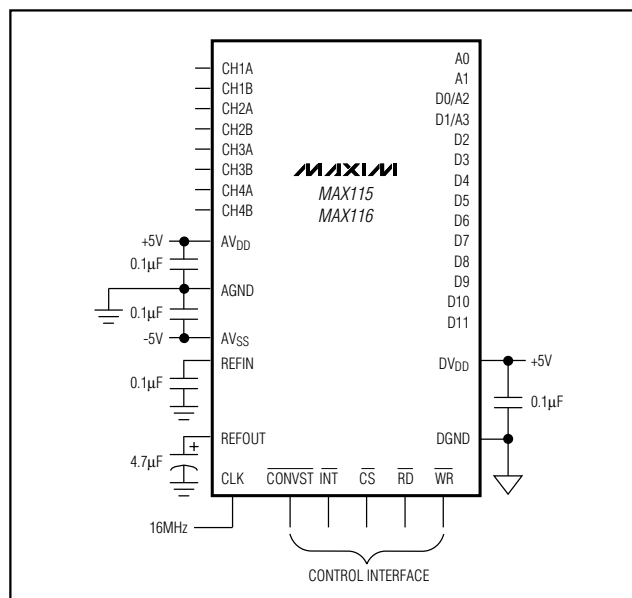 CH1A
CH1B
CH2A
CH2B
CH3A
CH3B
CH4A
CH4B
+5V
AVDD
0.1μF
AGND
0.1μF
-5V
AVSS
REFIN
0.1μF
REFOUT
+
4.7μF
CLK
16MHz
MAXIM
MAX115
MAX116
A0
A1
D0/A2
D1/A3
D2
D3
D4
D5
D6
D7
D8
D9
D10
D11
DVDD
+5V
0.1μF
DGND
CONVST INT CS RD WR
CONTROL INTERFACE